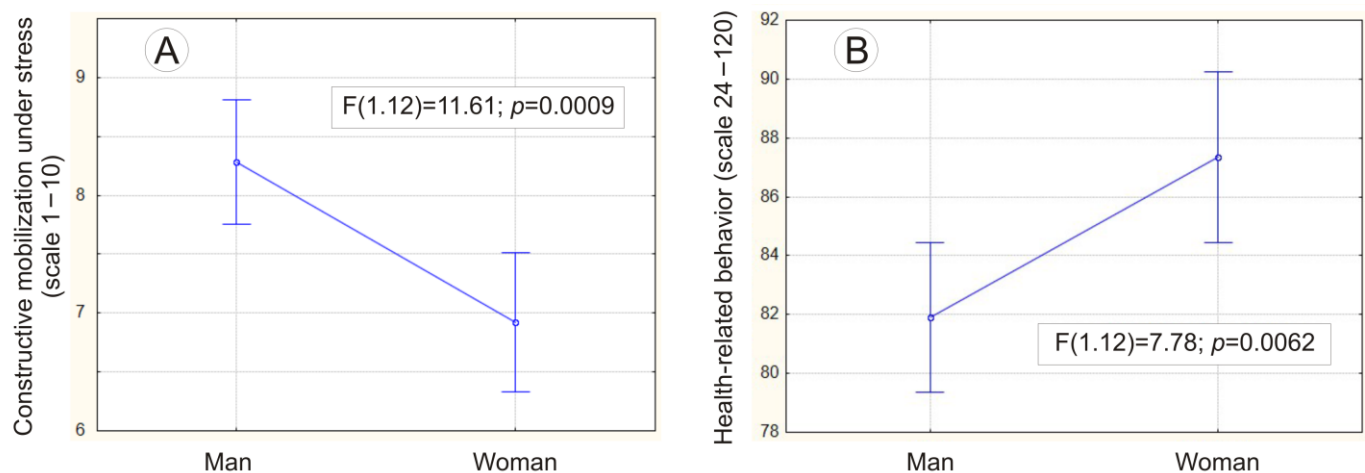 A
Constructive mobilization under stress
(scale 1–10)
9
8
7
6
F(1.12)=11.61; p=0.0009
Man
Woman
B
Health-related behavior (scale 24–120)
92
90
88
86
84
82
80
78
F(1.12)=7.78; p=0.0062
Man
Woman